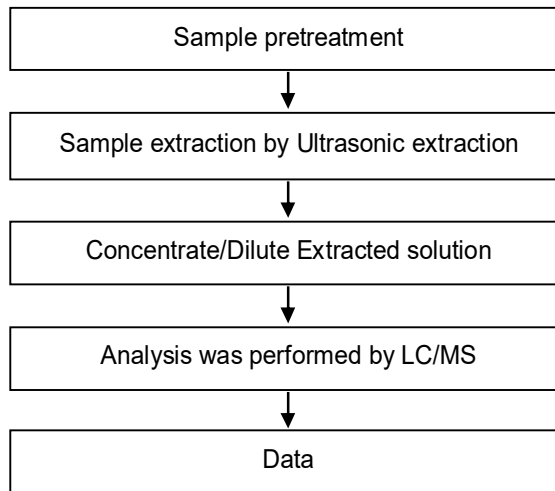 Sample pretreatment
Sample extraction by Ultrasonic extraction
Concentrate/Dilute Extracted solution
Analysis was performed by LC/MS
Data